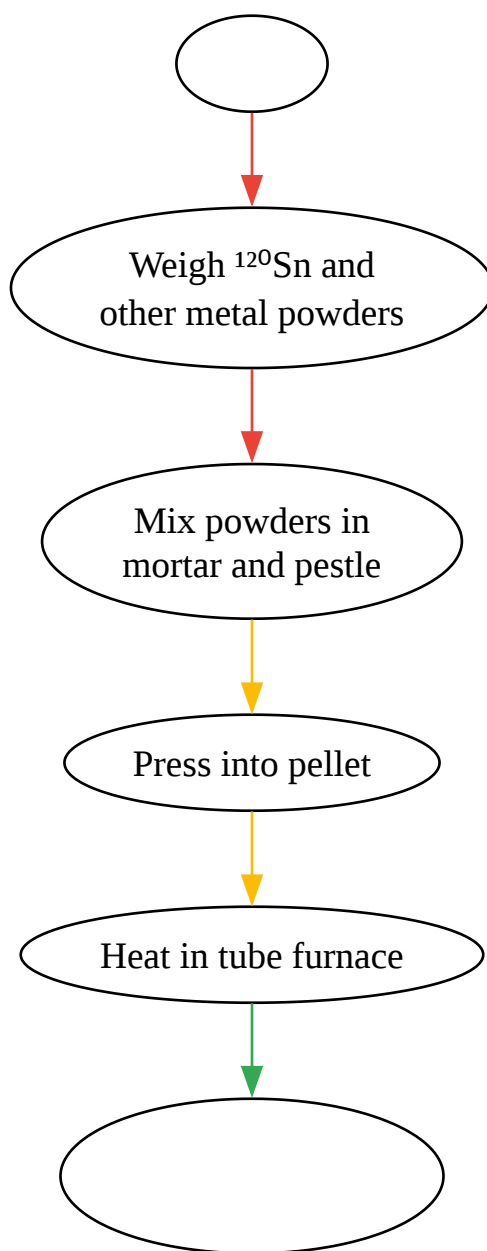 Weigh ¹²⁰Sn and
other metal powders
Mix powders in
mortar and pestle
Press into pellet
Heat in tube furnace